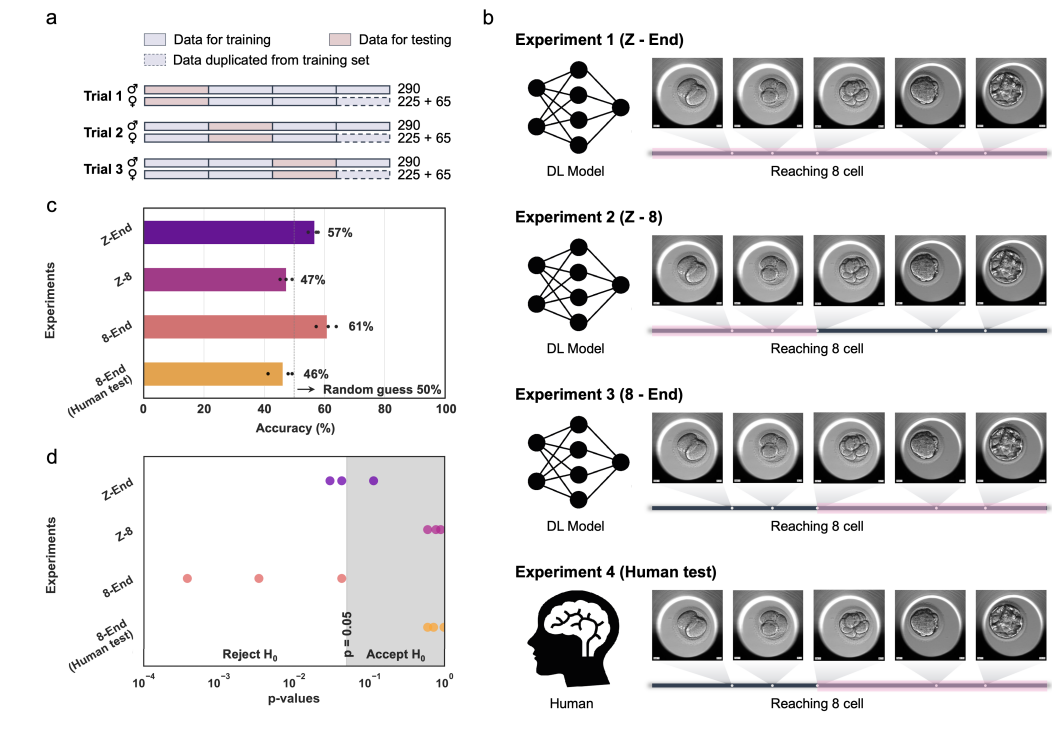 a
Data for training
Data for testing
Data duplicated from training set
Trial 1 ♂ 290
♀ 225 + 65
Trial 2 ♂ 290
♀ 225 + 65
Trial 3 ♂ 290
♀ 225 + 65
c
Experiments
Z-End
57%
Z-8
47%
8-End
61%
8-End
(Human test)
46%
Random guess 50%
0 20 40 60 80 100
Accuracy (%)
d
Experiments
Z-End
Z-8
8-End
8-End
(Human test)
Reject H₀
p = 0.05
Accept H₀
10⁻⁴ 10⁻³ 10⁻² 10⁻¹ 10⁰
p-values
b
Experiment 1 (Z - End)
DL Model
Reaching 8 cell
Experiment 2 (Z - 8)
DL Model
Reaching 8 cell
Experiment 3 (8 - End)
DL Model
Reaching 8 cell
Experiment 4 (Human test)
Human
Reaching 8 cell